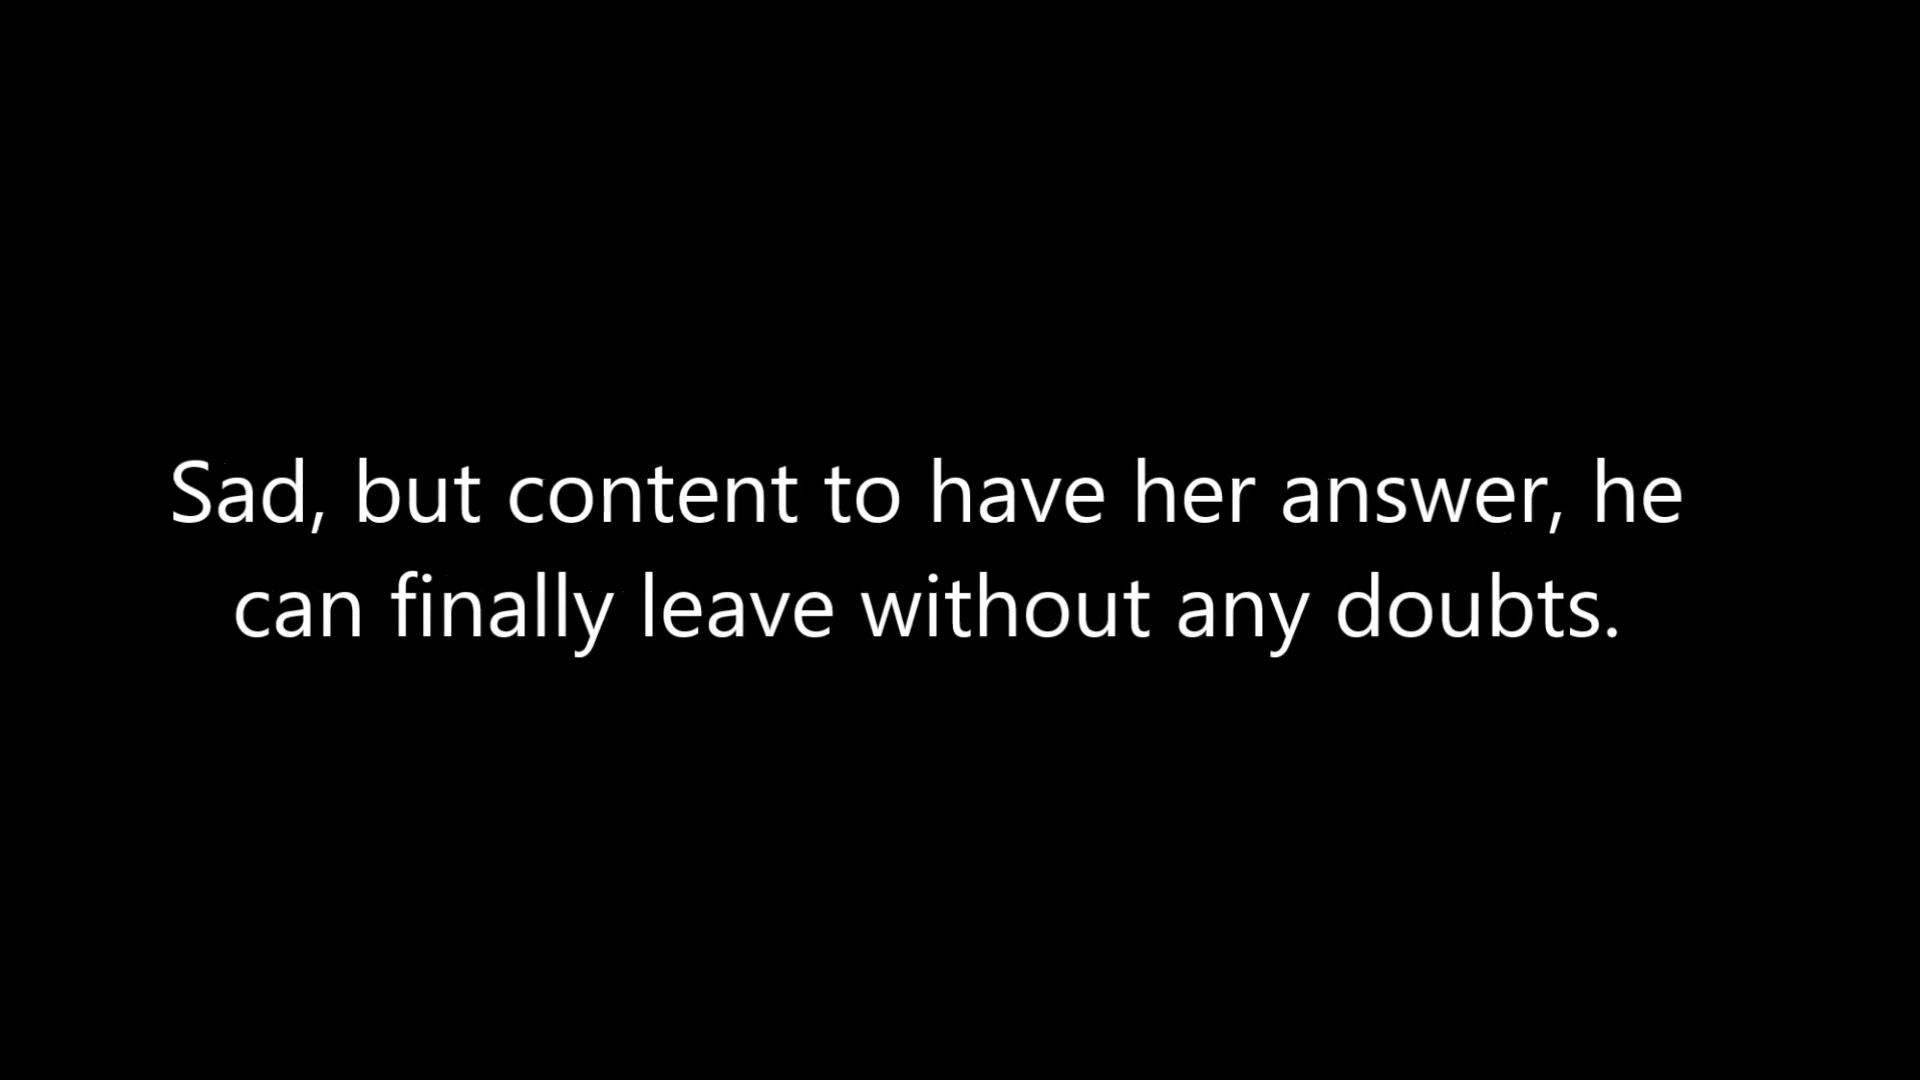 Sad, but content to have her answer, he
can finally leave without any doubts.